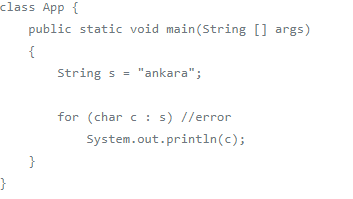 class App {
    public static void main(String [] args)
    {
        String s = "ankara";

        for (char c : s) //error
            System.out.println(c);
    }
}